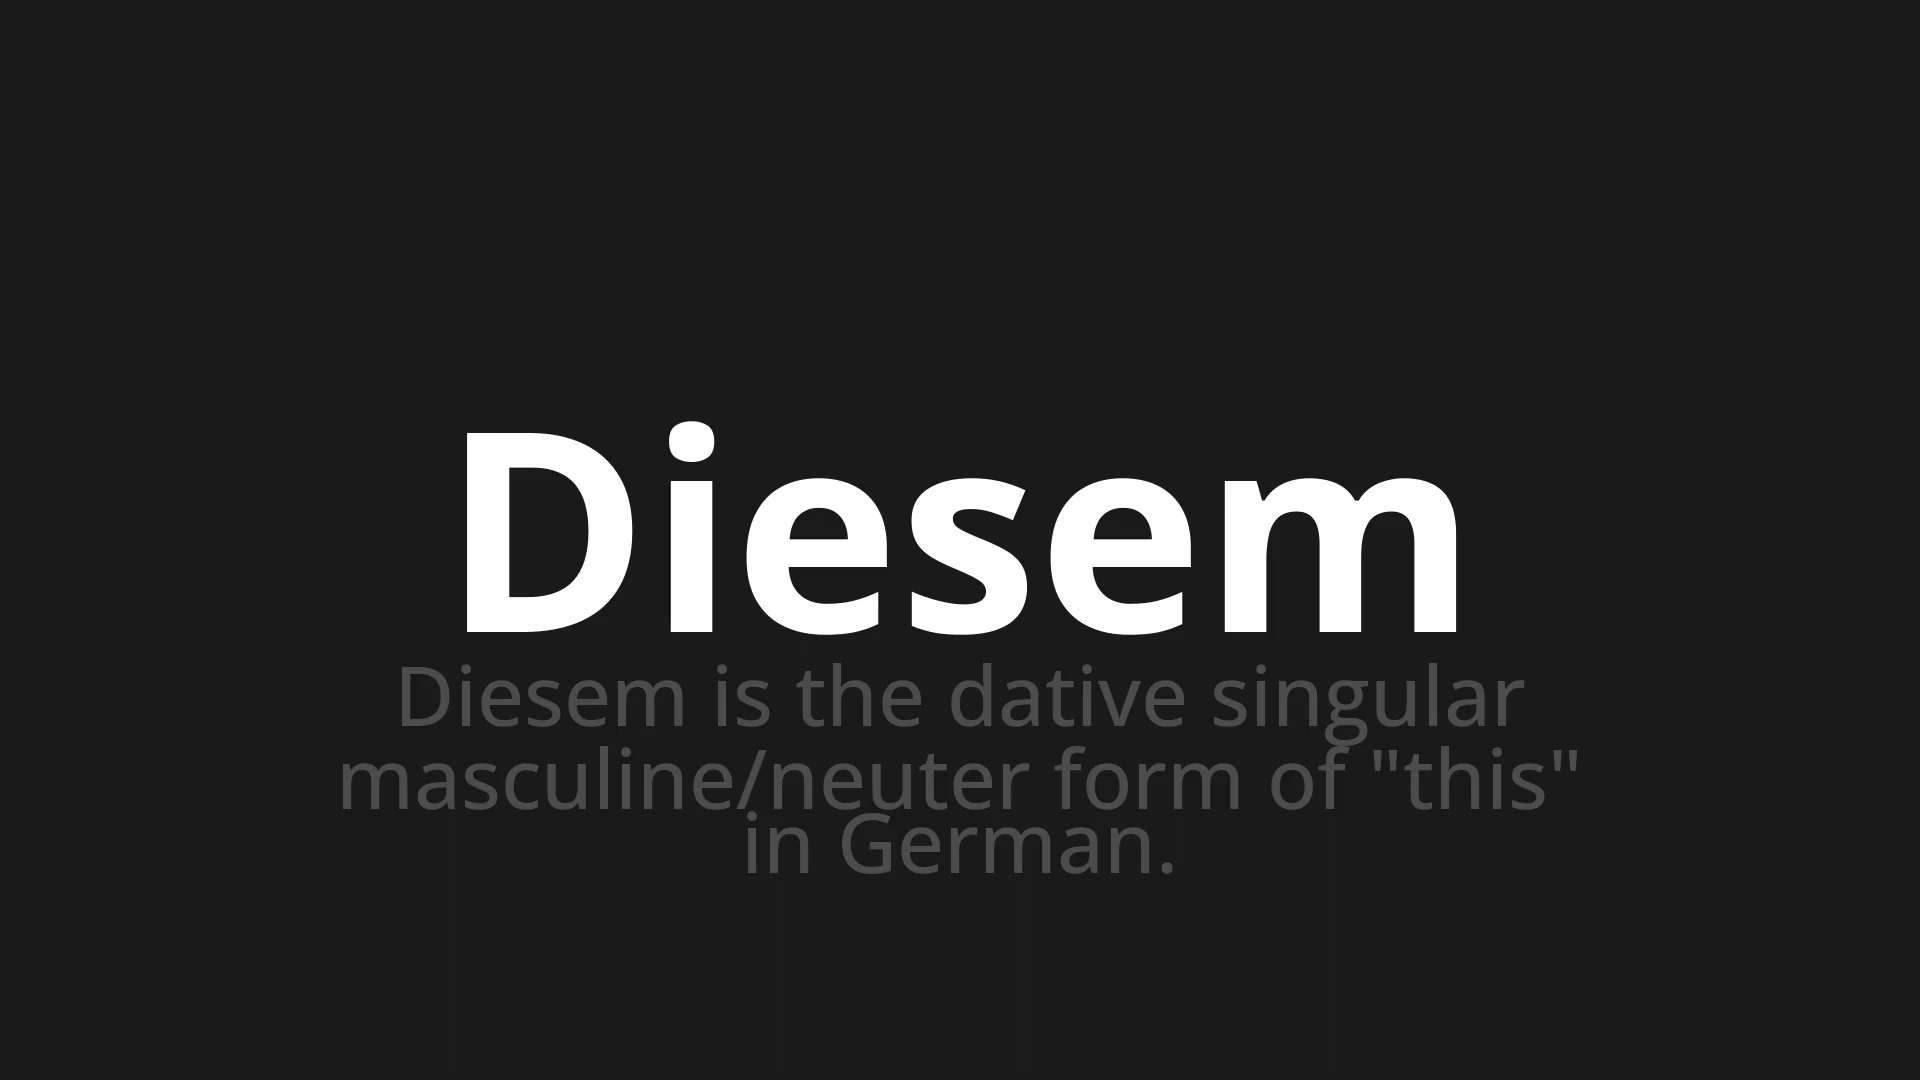 Diesem
Diesem is the dative singular
masculine/neuter form of "this"
in German.